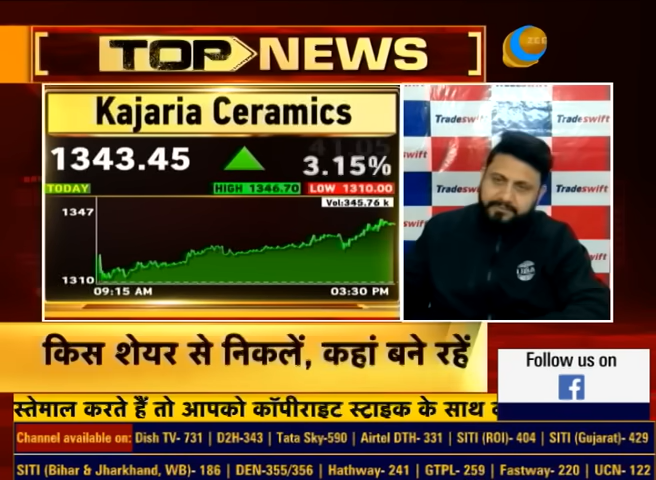 TOP NEWS
ZEE
Kajaria Ceramics
1343.45
3.15%
TODAY
HIGH 1346.70
LOW 1310.00
Vol:345.76 k
1347
1310
09:15 AM
03:30 PM
Tradeswift
Tradeswift
swift
Tradeswift
Tradeswift
swift
UBA
किस शेयर से निकलें, कहां बने रहें
Follow us on
स्तेमाल करते हैं तो आपको कॉपीराइट स्ट्राइक के साथ
Channel available on: Dish TV- 731 | D2H-343 | Tata Sky-590 | Airtel DTH- 331 | SITI (ROI)- 404 | SITI (Gujarat)- 429
SITI (Bihar & Jharkhand, WB)- 186 | DEN-355/356 | Hathway- 241 | GTPL- 259 | Fastway- 220 | UCN- 122